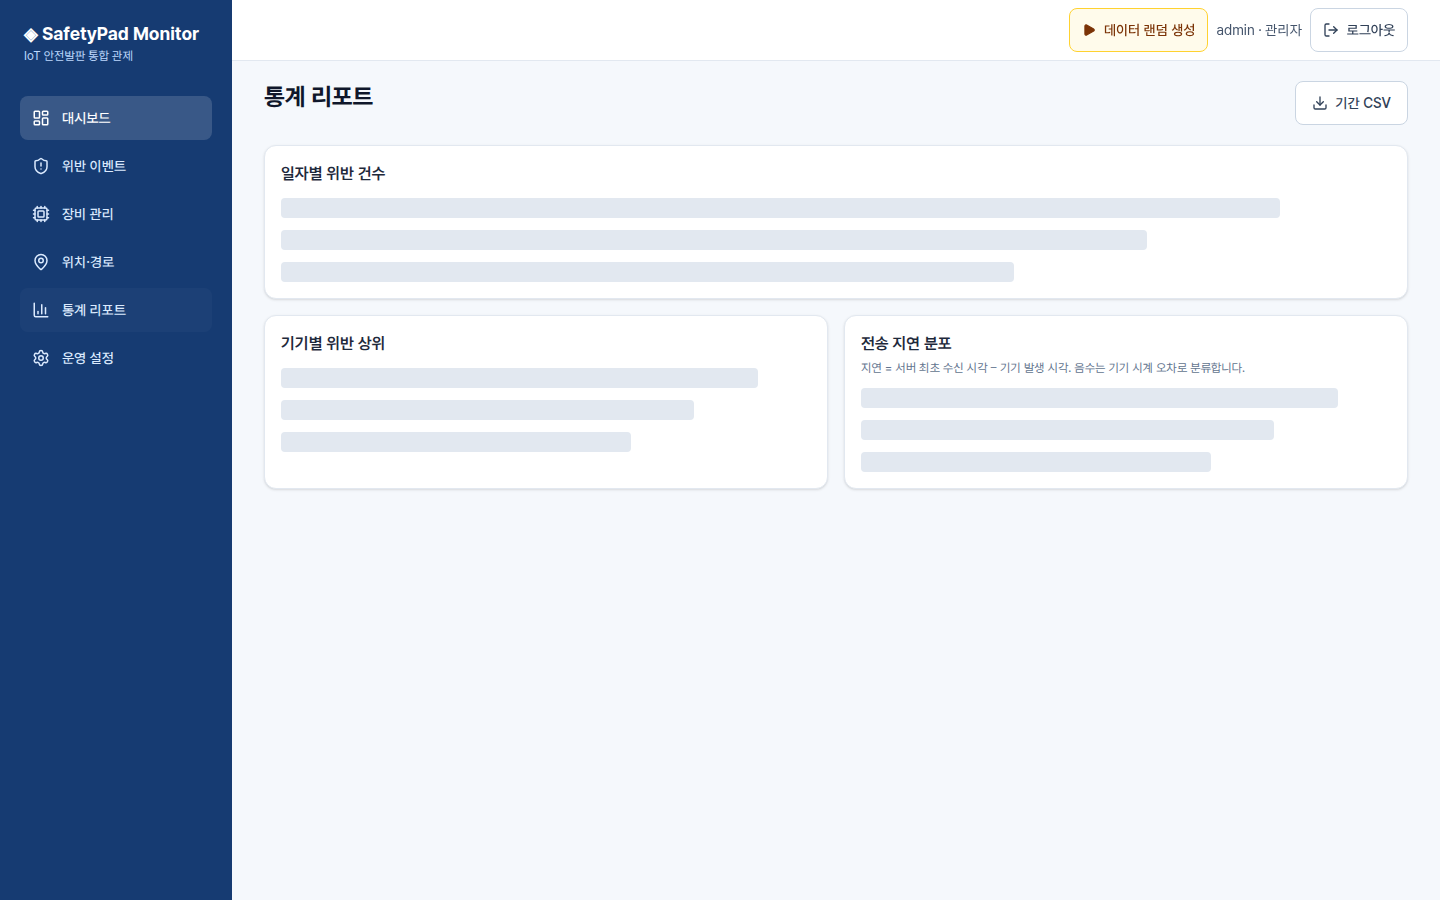 ◈ SafetyPad Monitor
IoT 안전발판 통합 관제
대시보드
위반 이벤트
장비 관리
위치·경로
통계 리포트
운영 설정
데이터 랜덤 생성
admin · 관리자
로그아웃
통계 리포트
기간 CSV
일자별 위반 건수
기기별 위반 상위
전송 지연 분포
지연 = 서버 최초 수신 시각 − 기기 발생 시각. 음수는 기기 시계 오차로 분류합니다.